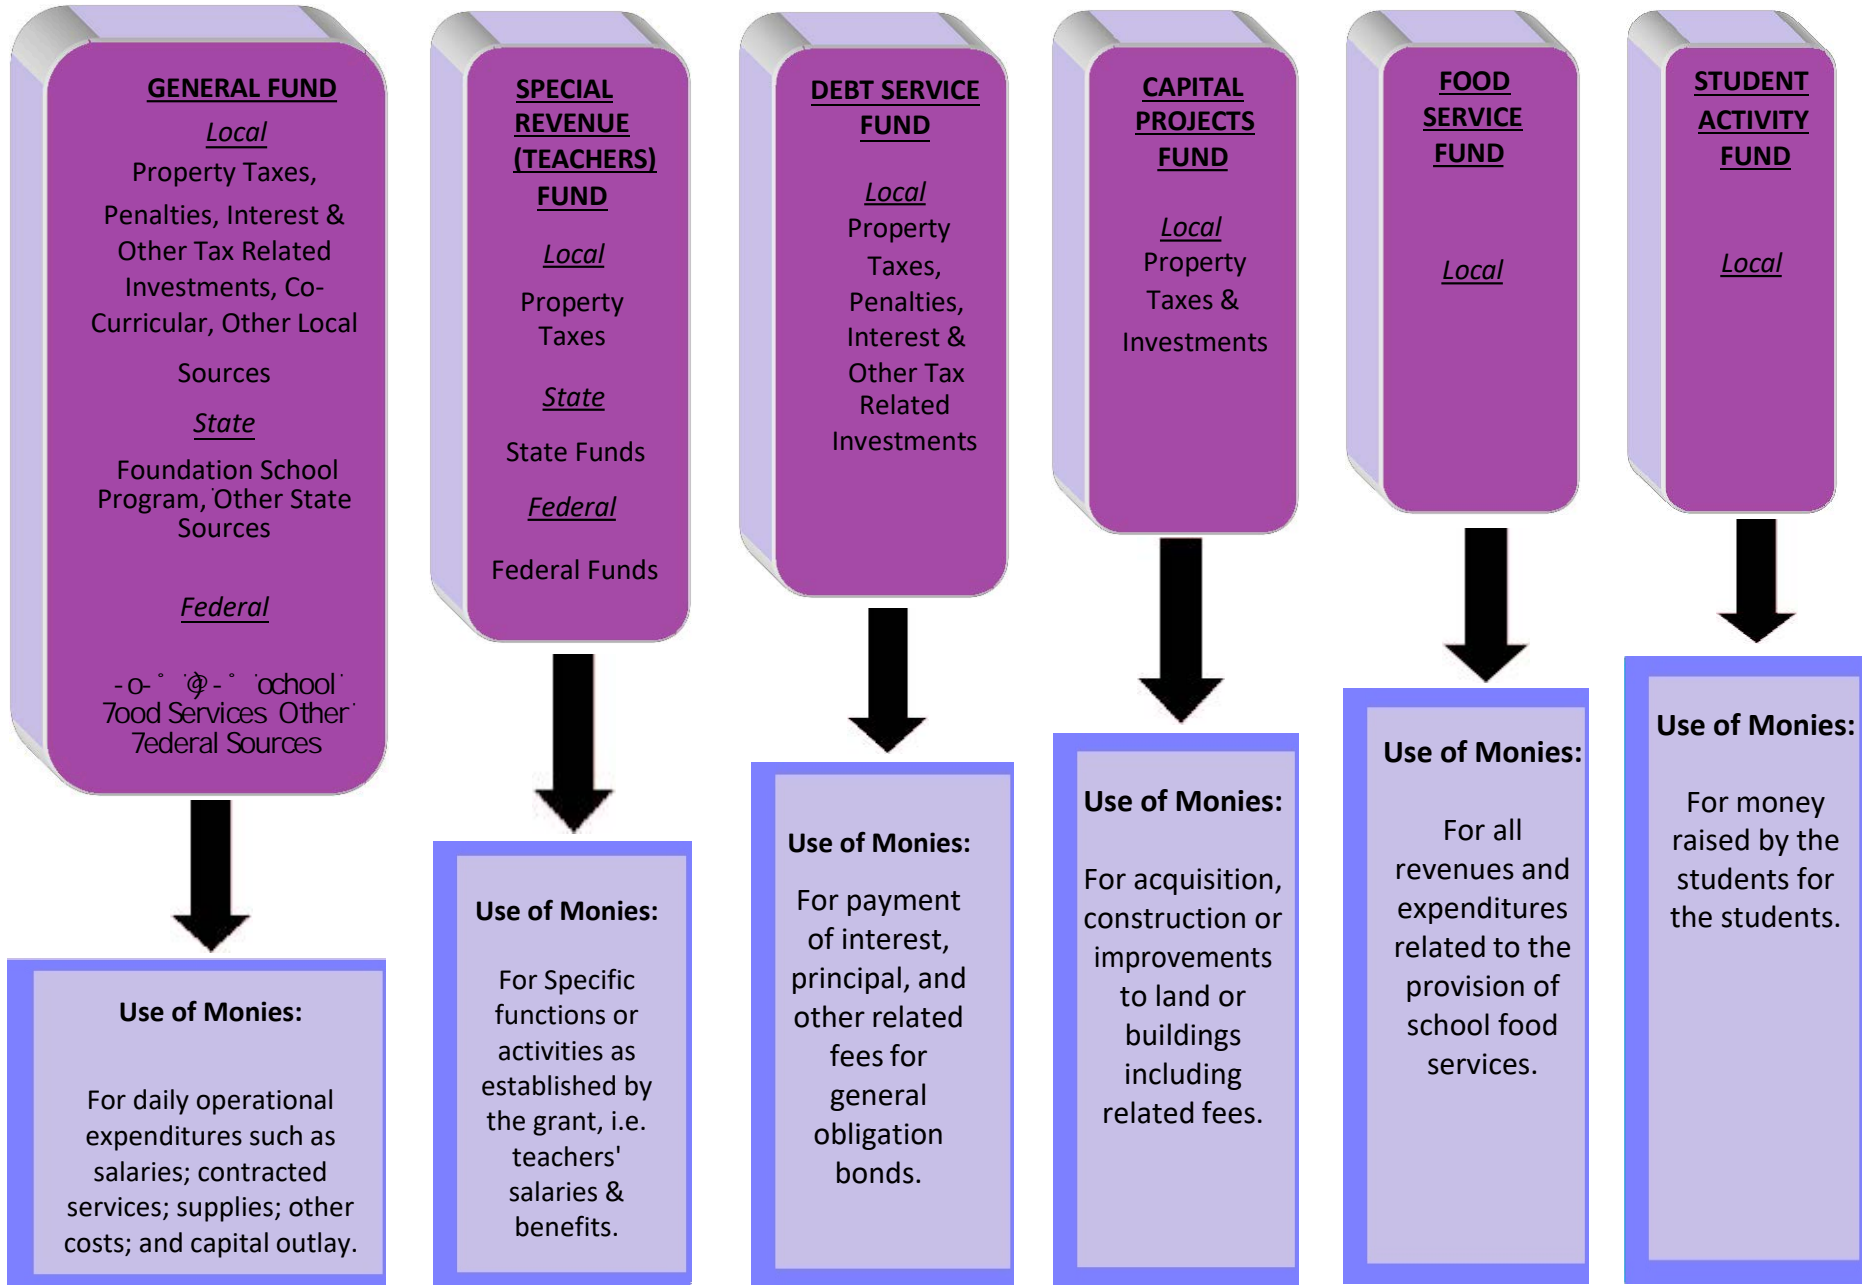 GENERAL FUND
Local
Property Taxes,
Penalties, Interest &
Other Tax Related
Investments, Co-
Curricular, Other Local
Sources
State
Foundation School
Program, Other State
Sources
Federal
ochool
7ood Services Other
7ederal Sources
Use of Monies:
For daily operational
expenditures such as
salaries; contracted
services; supplies; other
costs; and capital outlay.
SPECIAL
REVENUE
(TEACHERS)
FUND
Local
Property
Taxes
State
State Funds
Federal
Federal Funds
Use of Monies:
For Specific
functions or
activities as
established by
the grant, i.e.
teachers'
salaries &
benefits.
DEBT SERVICE
FUND
Local
Property
Taxes,
Penalties,
Interest &
Other Tax
Related
Investments
Use of Monies:
For payment
of interest,
principal, and
other related
fees for
general
obligation
bonds.
CAPITAL
PROJECTS
FUND
Local
Property
Taxes &
Investments
Use of Monies:
For acquisition,
construction or
improvements
to land or
buildings
including
related fees.
FOOD
SERVICE
FUND
Local
Use of Monies:
For all
revenues and
expenditures
related to the
provision of
school food
services.
STUDENT
ACTIVITY
FUND
Local
Use of Monies:
For money
raised by the
students for
the students.